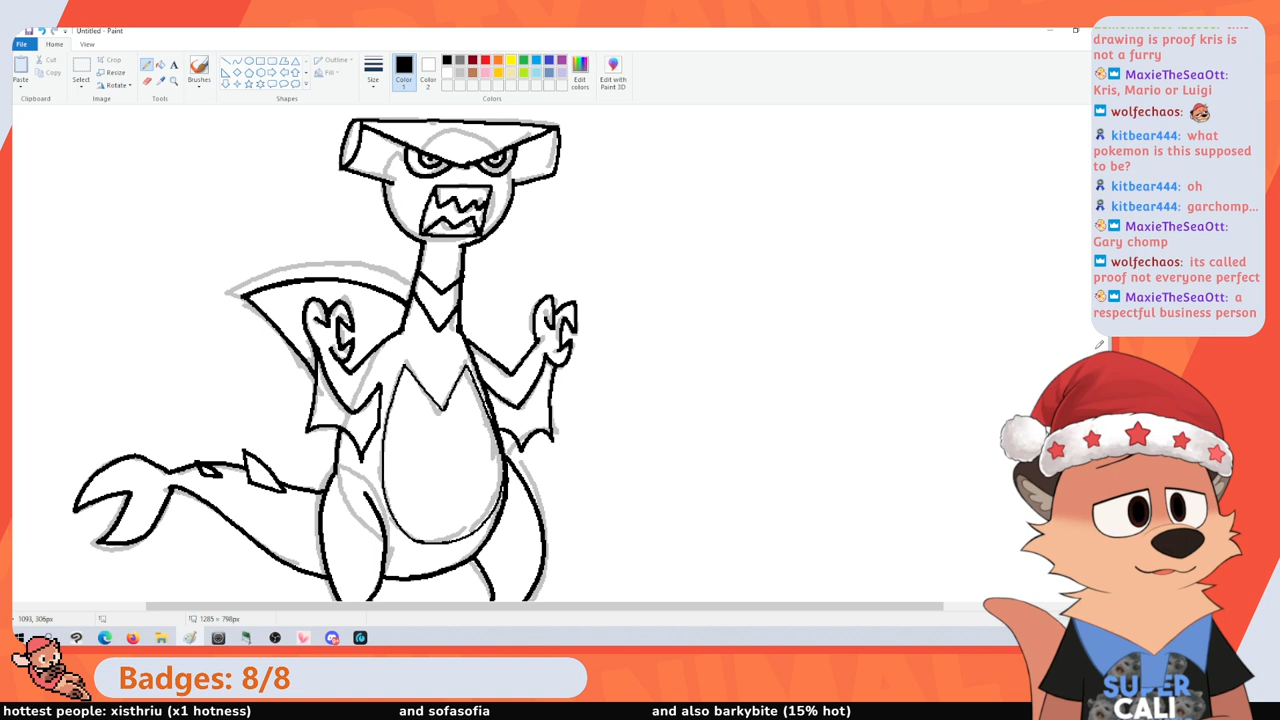 Untitled - Paint
File Home View
Cut
Copy
Paste
Clipboard
Select
Crop
Resize
Rotate
Image
A
Tools
Brushes
Outline
Fill
Shapes
Size
Color 1
Color 2
Edit colors
Edit with Paint 3D
Colors
drawing is proof kris is
not a furry
MaxieTheSeaOtt:
Kris, Mario or Luigi
wolfechaos:
kitbear444: what
pokemon is this supposed
to be?
kitbear444: oh
kitbear444: garchomp...
MaxieTheSeaOtt:
Gary chomp
wolfechaos: its called
proof not everyone perfect
MaxieTheSeaOtt: a
respectful business person
1093, 306px
1285 × 798px
SUPER
CALI
Badges: 8/8
hottest people: xisthriu (x1 hotness) and sofasofia and also barkybite (15% hot)